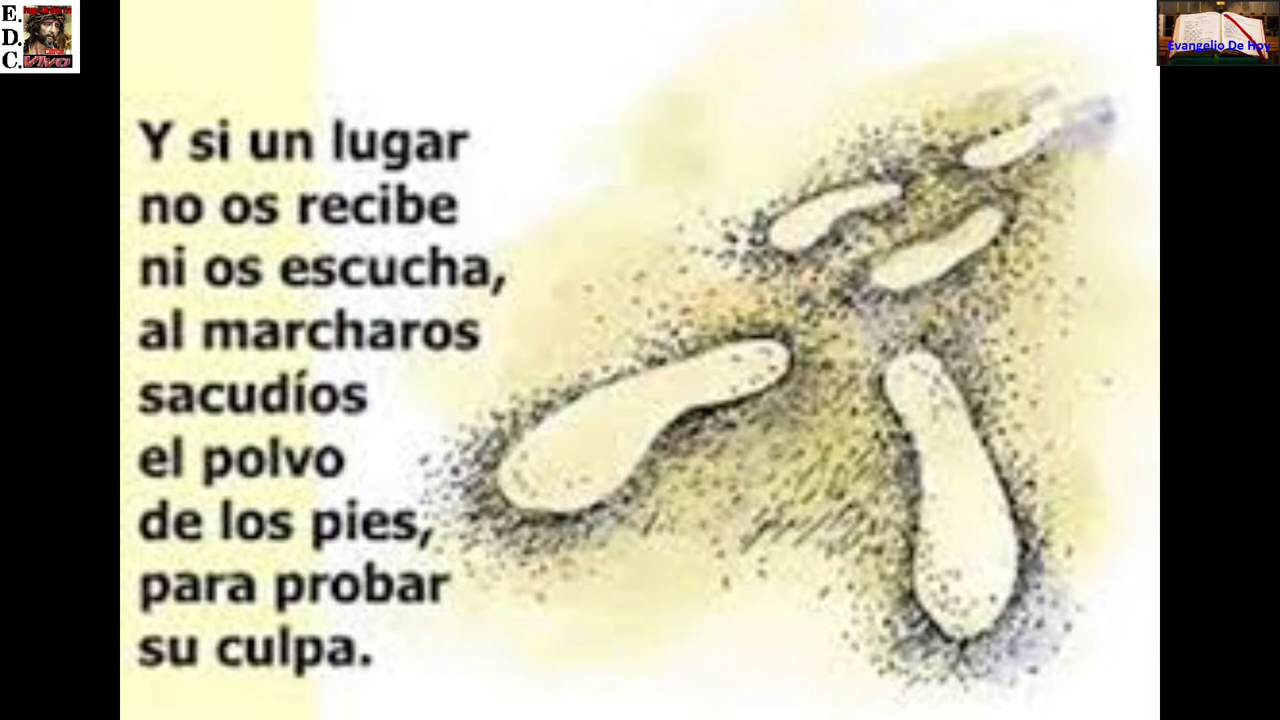 E.
D.
C.
Vivo
Evangelio De Hoy
Y si un lugar
no os recibe
ni os escucha,
al marcharos
sacudíos
el polvo
de los pies,
para probar
su culpa.